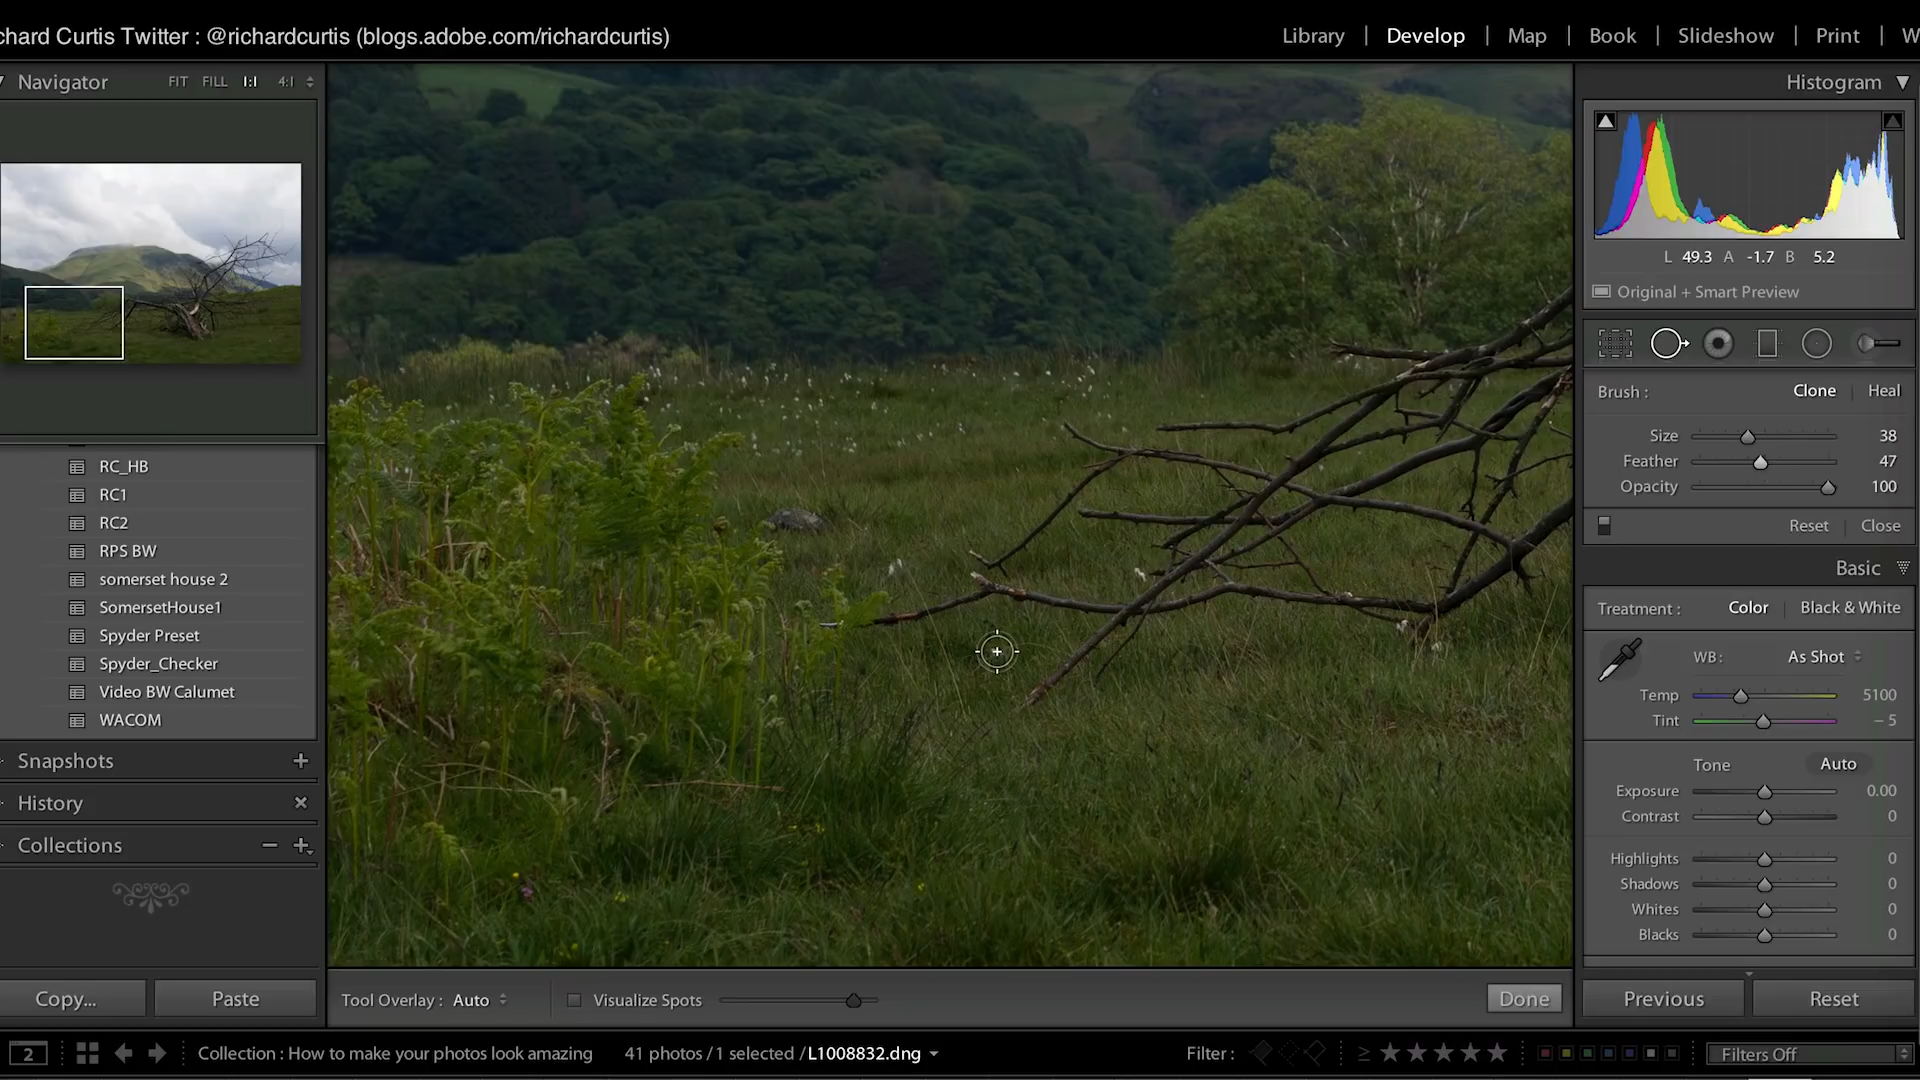 chard Curtis Twitter : @richardcurtis (blogs.adobe.com/richardcurtis)
Library | Develop | Map | Book | Slideshow | Print | W
Navigator FIT FILL 1:1 4:1
Histogram
L 49.3 A -1.7 B 5.2
Original + Smart Preview
Brush : Clone | Heal
Size 38
Feather 47
Opacity 100
Reset | Close
Basic
Treatment : Color | Black & White
WB : As Shot
Temp 5100
Tint – 5
Tone Auto
Exposure 0.00
Contrast 0
Highlights 0
Shadows 0
Whites 0
Blacks 0
Previous Reset
RC_HB
RC1
RC2
RPS BW
somerset house 2
SomersetHouse1
Spyder Preset
Spyder_Checker
Video BW Calumet
WACOM
Snapshots
History
Collections
Copy... Paste
Tool Overlay : Auto Visualize Spots Done
2 Collection : How to make your photos look amazing 41 photos / 1 selected / L1008832.dng Filter : Filters Off